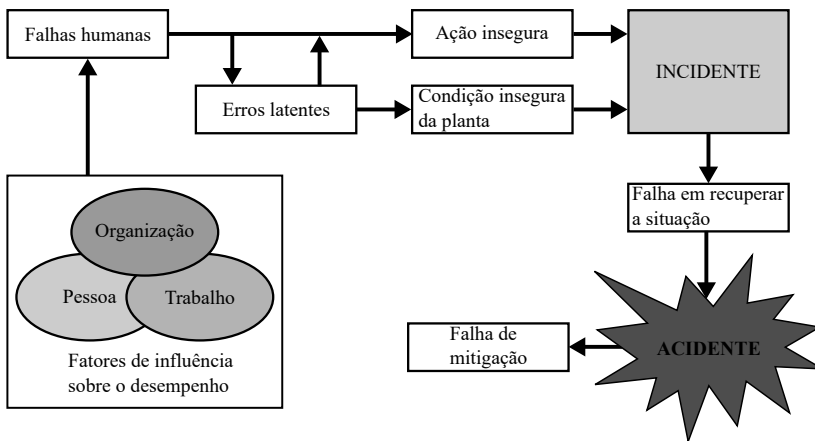 Falhas humanas
Ação insegura
INCIDENTE
Erros latentes
Condição insegura
da planta
Organização
Pessoa
Trabalho
Fatores de influência
sobre o desempenho
Falha em recuperar
a situação
Falha de
mitigação
ACIDENTE